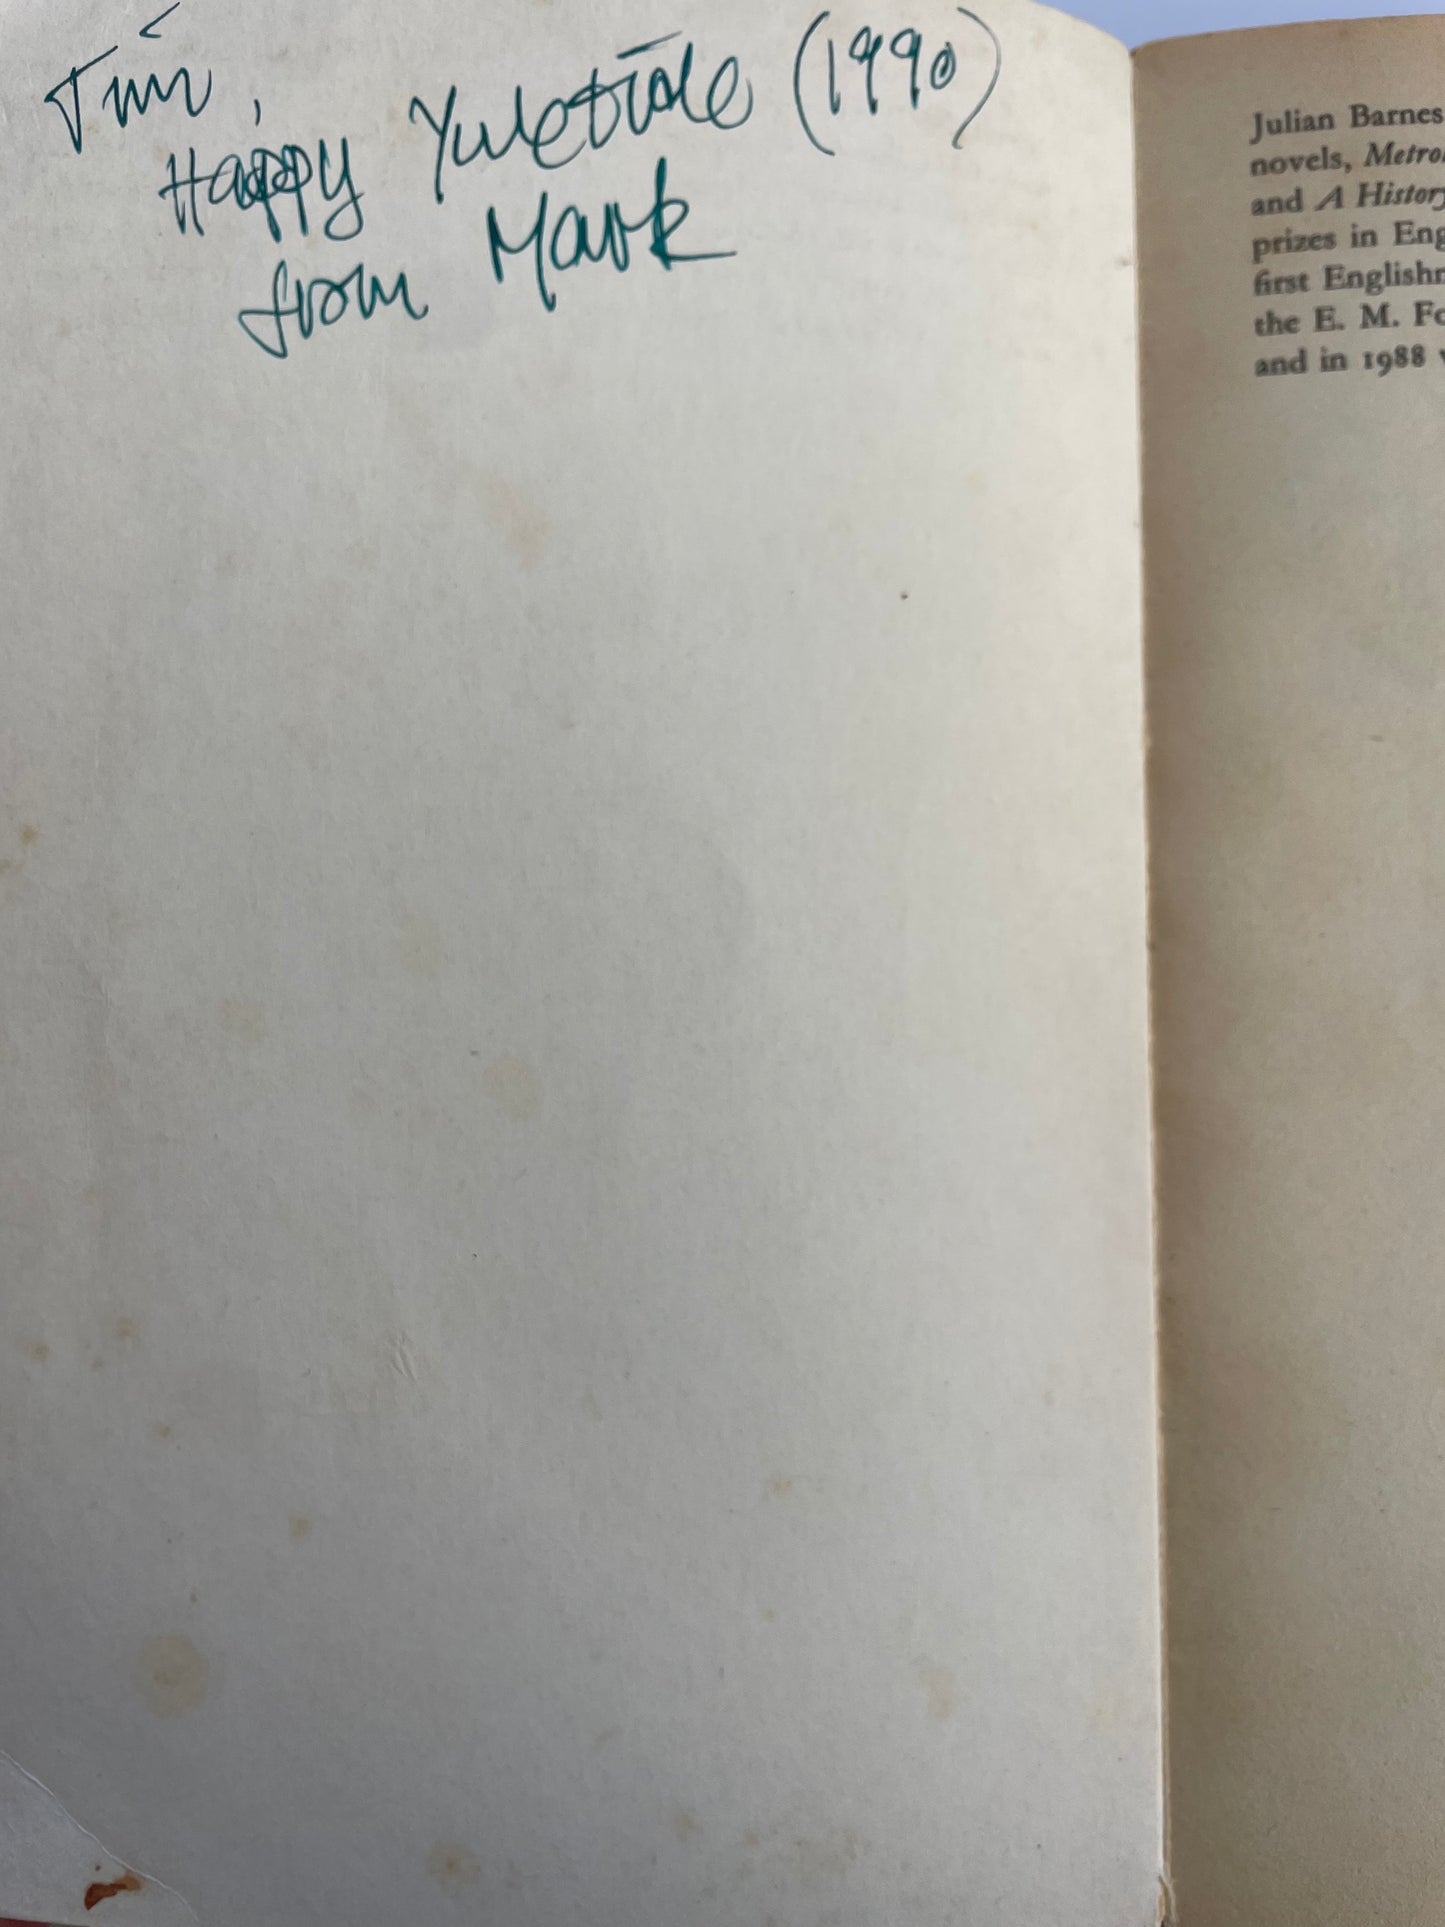 Tim,
Happy Yuletide (1990)
from Mark
Julian Barnes
novels, Metro
and A History
prizes in Eng
first English
the E. M. Fo
and in 1988